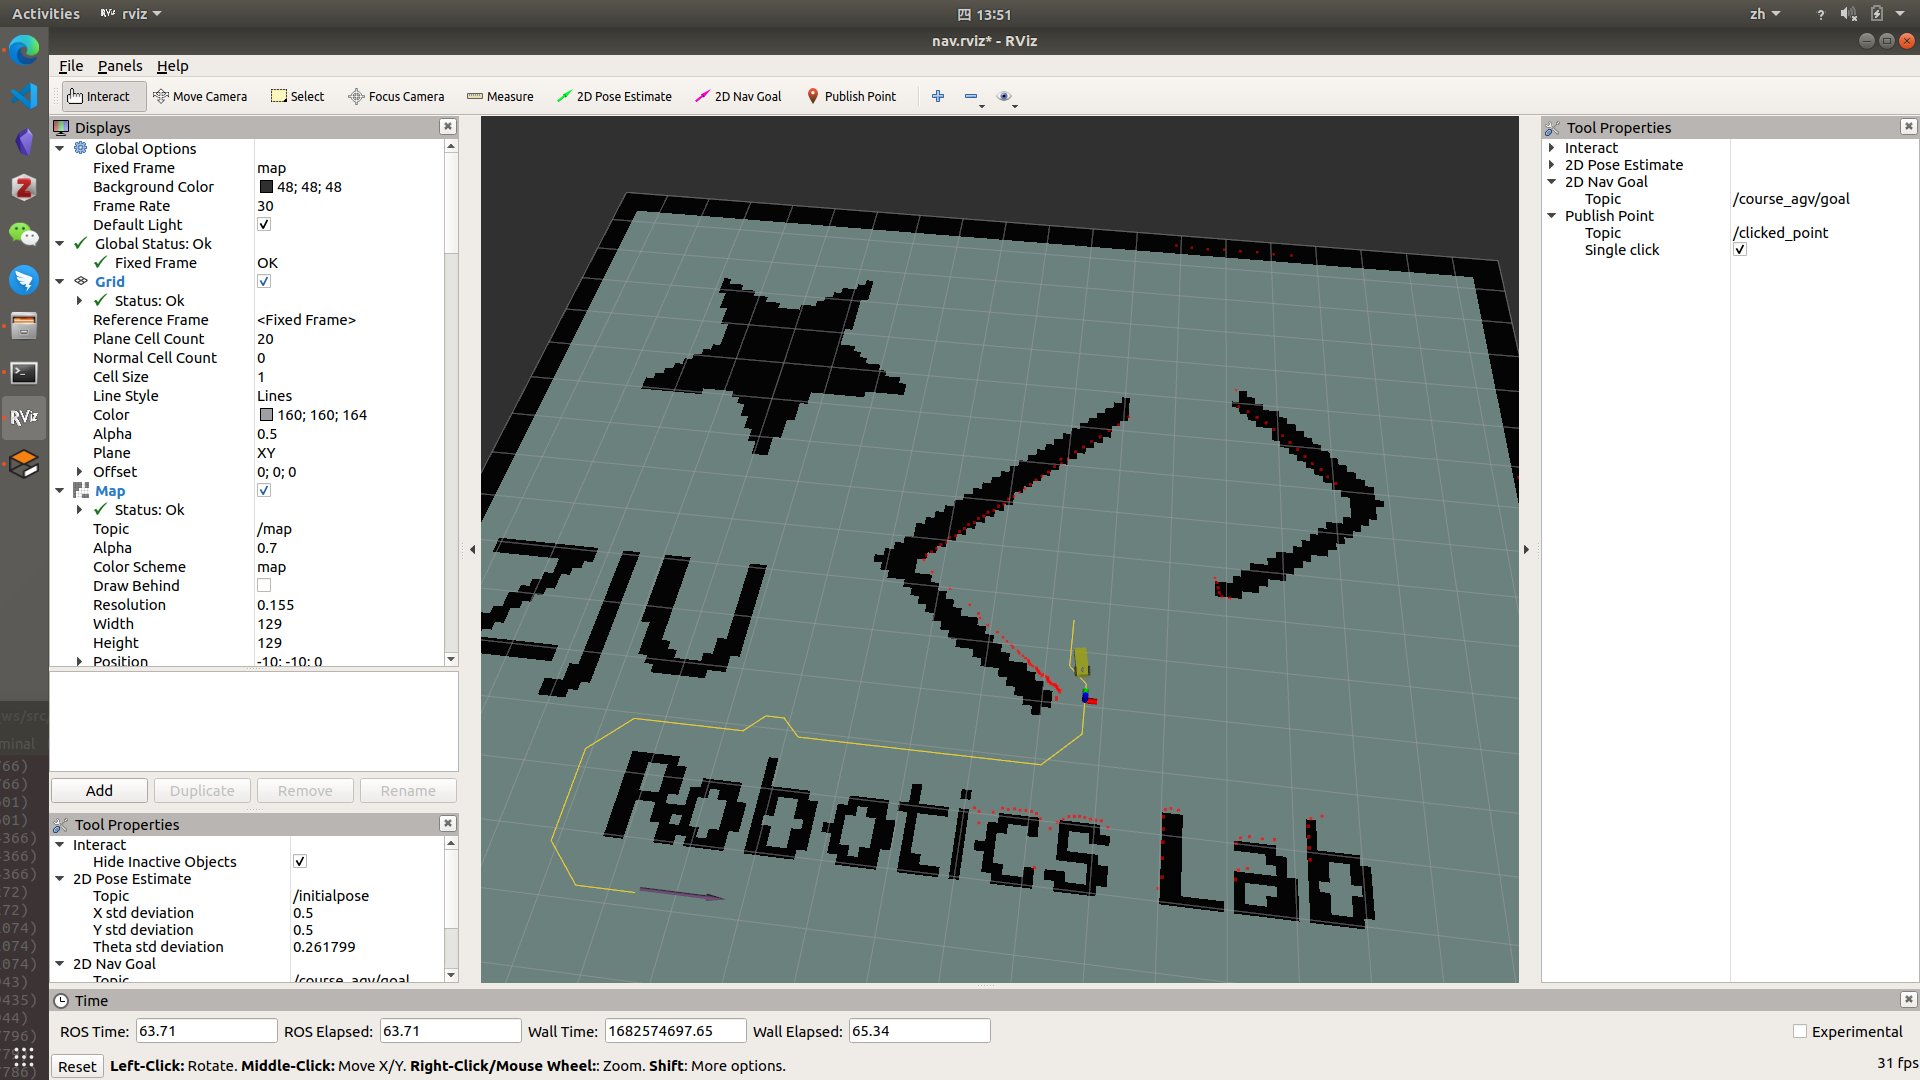 Activities
RViz rviz
四 13:51
zh
nav.rviz* - RViz
File Panels Help
Interact Move Camera Select Focus Camera Measure 2D Pose Estimate 2D Nav Goal Publish Point
Displays
Global Options
Fixed Frame map
Background Color 48; 48; 48
Frame Rate 30
Default Light
Global Status: Ok
Fixed Frame OK
Grid
Status: Ok
Reference Frame <Fixed Frame>
Plane Cell Count 20
Normal Cell Count 0
Cell Size 1
Line Style Lines
Color 160; 160; 164
Alpha 0.5
Plane XY
Offset 0; 0; 0
Map
Status: Ok
Topic /map
Alpha 0.7
Color Scheme map
Draw Behind
Resolution 0.155
Width 129
Height 129
Position -10; -10; 0
Add Duplicate Remove Rename
Tool Properties
Interact
Hide Inactive Objects
2D Pose Estimate
Topic /initialpose
X std deviation 0.5
Y std deviation 0.5
Theta std deviation 0.261799
2D Nav Goal
Topic /course_agv/goal
ZJU
Robotics Lab
Tool Properties
Interact
2D Pose Estimate
2D Nav Goal
Topic /course_agv/goal
Publish Point
Topic /clicked_point
Single click
Time
ROS Time: 63.71 ROS Elapsed: 63.71 Wall Time: 1682574697.65 Wall Elapsed: 65.34
Experimental
Reset Left-Click: Rotate. Middle-Click: Move X/Y. Right-Click/Mouse Wheel:: Zoom. Shift: More options.
31 fps